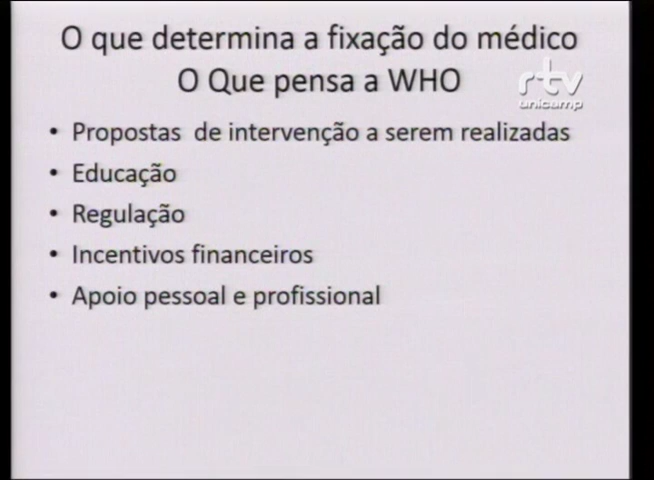 O que determina a fixação do médico
O Que pensa a WHO
rtv
unicamp
• Propostas de intervenção a serem realizadas
• Educação
• Regulação
• Incentivos financeiros
• Apoio pessoal e profissional